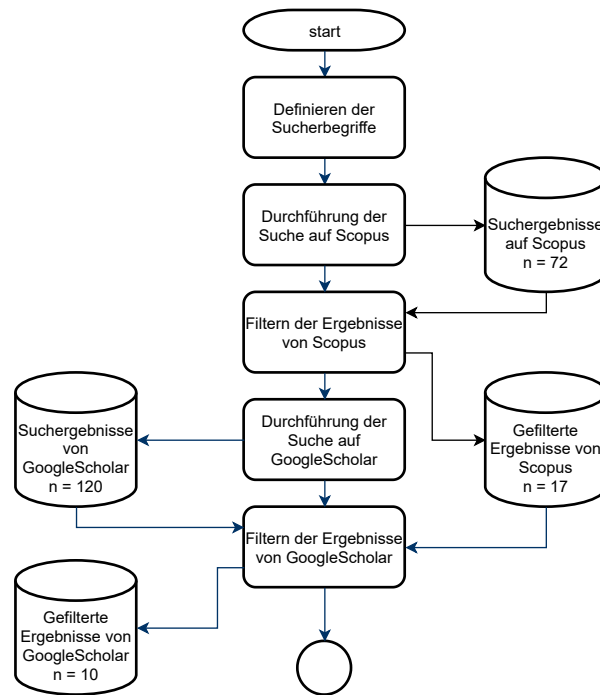 start
Definieren der
Sucherbegriffe
Durchführung der
Suche auf Scopus
Suchergebnisse
auf Scopus
n = 72
Filtern der Ergebnisse
von Scopus
Durchführung der
Suche auf
GoogleScholar
Suchergebnisse
von
GoogleScholar
n = 120
Gefilterte
Ergebnisse von
Scopus
n = 17
Filtern der Ergebnisse
von GoogleScholar
Gefilterte
Ergebnisse von
GoogleScholar
n = 10